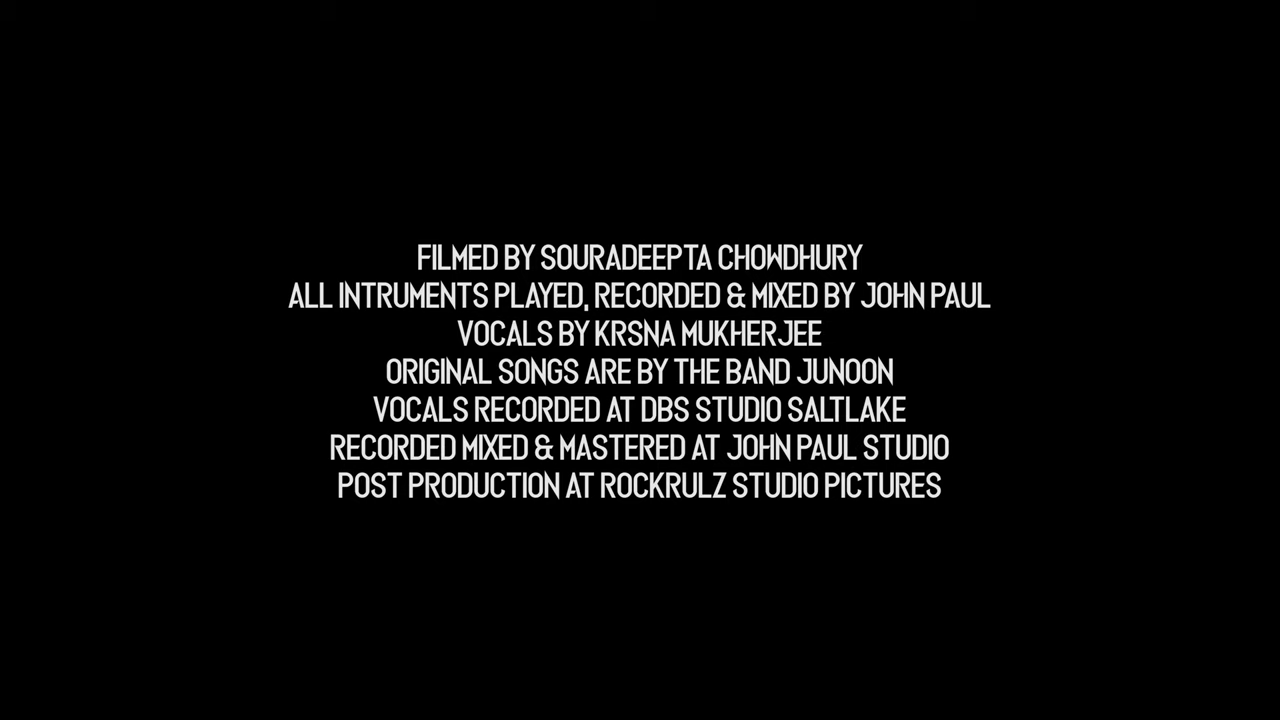 FILMED BY SOURADEEPTA CHOWDHURY
ALL INTRUMENTS PLAYED, RECORDED & MIXED BY JOHN PAUL
VOCALS BY KRSNA MUKHERJEE
ORIGINAL SONGS ARE BY THE BAND JUNOON
VOCALS RECORDED AT DBS STUDIO SALTLAKE
RECORDED MIXED & MASTERED AT JOHN PAUL STUDIO
POST PRODUCTION AT ROCKRULZ STUDIO PICTURES